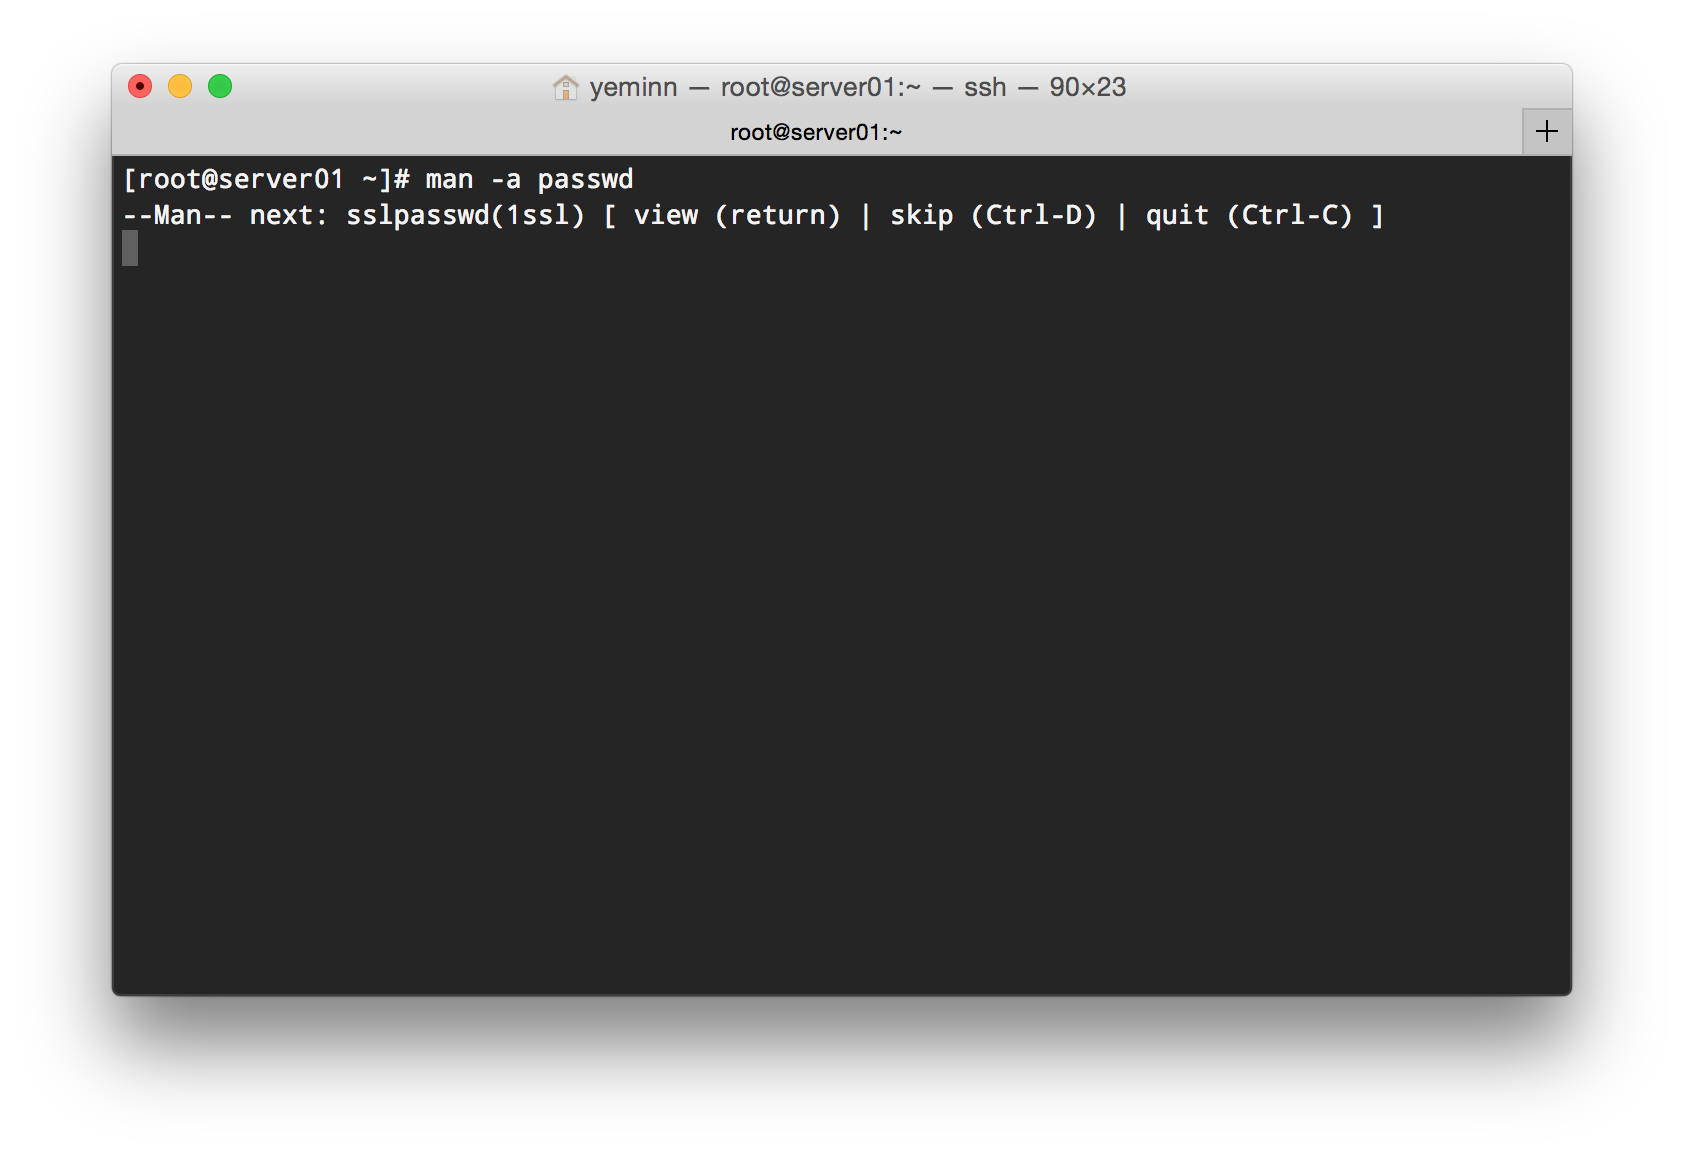 yeminn — root@server01:~ — ssh — 90×23
root@server01:~
[root@server01 ~]# man -a passwd
--Man-- next: sslpasswd(1ssl) [ view (return) | skip (Ctrl-D) | quit (Ctrl-C) ]